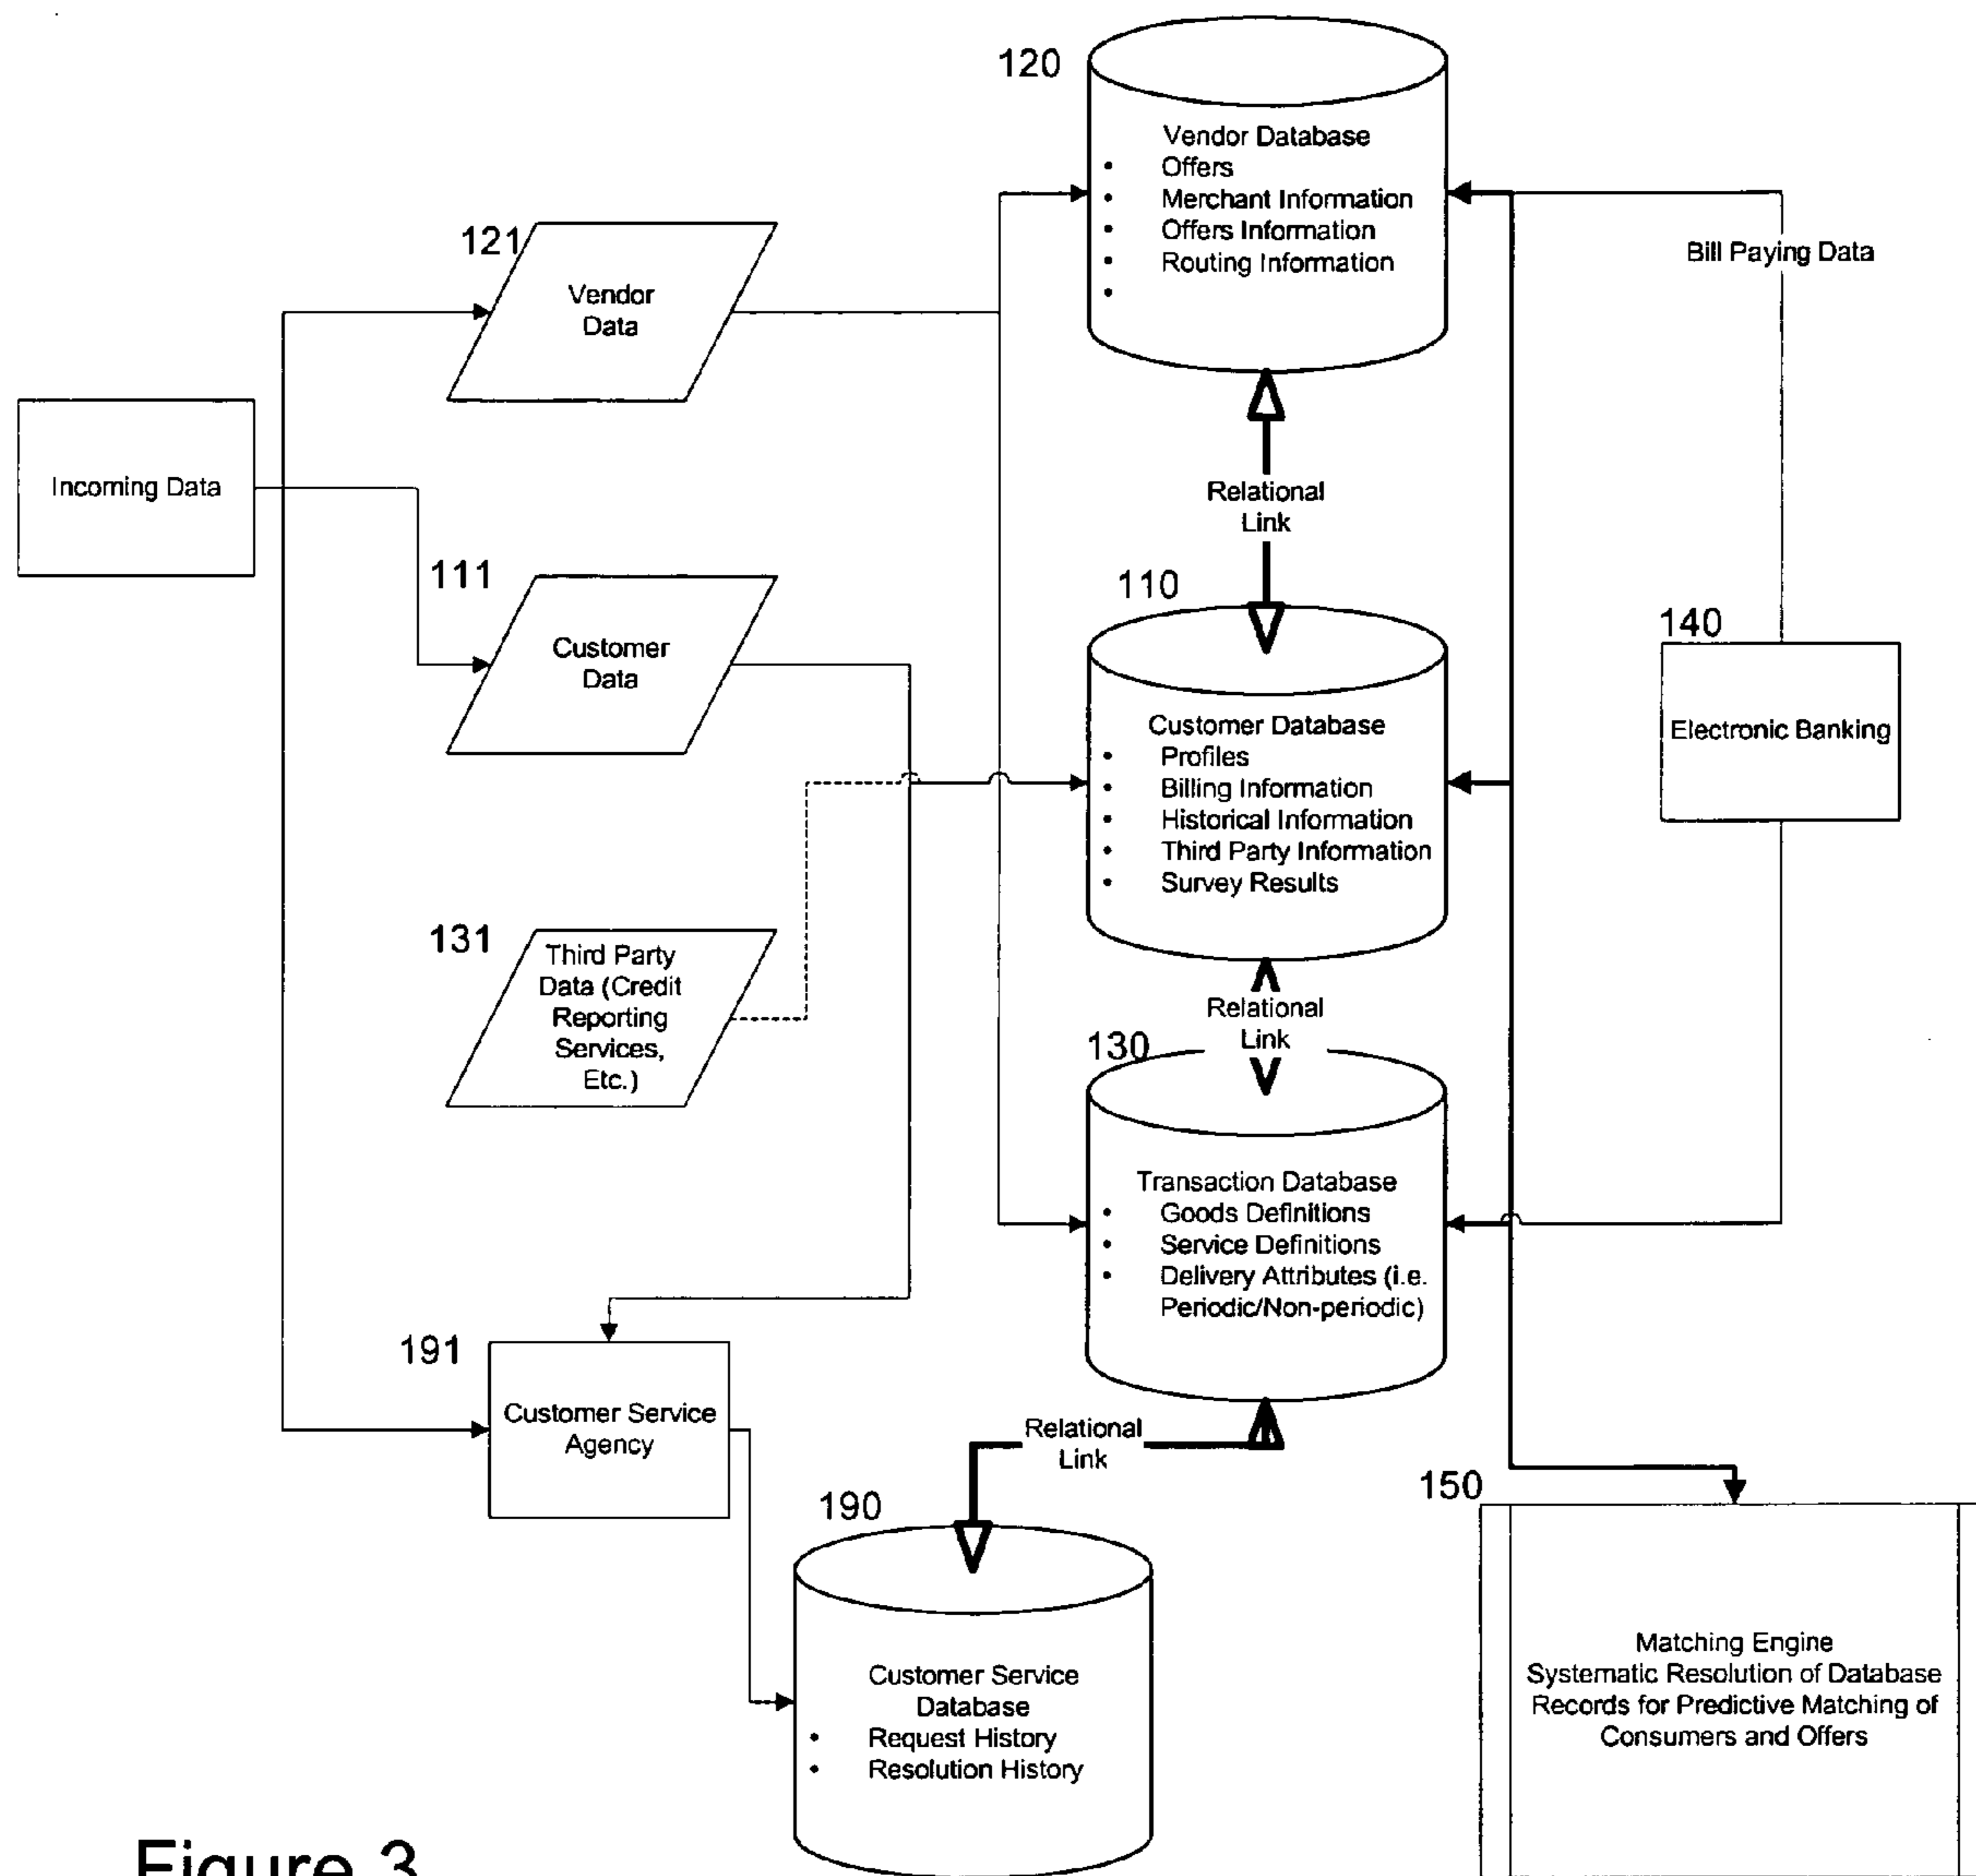 120
Vendor Database
• Offers
• Merchant Information
• Offers Information
• Routing Information
•
121
Vendor
Data
Bill Paying Data
Incoming Data
Relational
Link
111
Customer
Data
110
140
Electronic Banking
Customer Database
• Profiles
• Billing Information
• Historical Information
• Third Party Information
• Survey Results
131
Third Party
Data (Credit
Reporting
Services,
Etc.)
Relational
Link
130
Transaction Database
• Goods Definitions
• Service Definitions
• Delivery Attributes (i.e.
Periodic/Non-periodic)
191
Customer Service
Agency
Relational
Link
150
190
Customer Service
Database
• Request History
• Resolution History
Matching Engine
Systematic Resolution of Database
Records for Predictive Matching of
Consumers and Offers
Figure 3